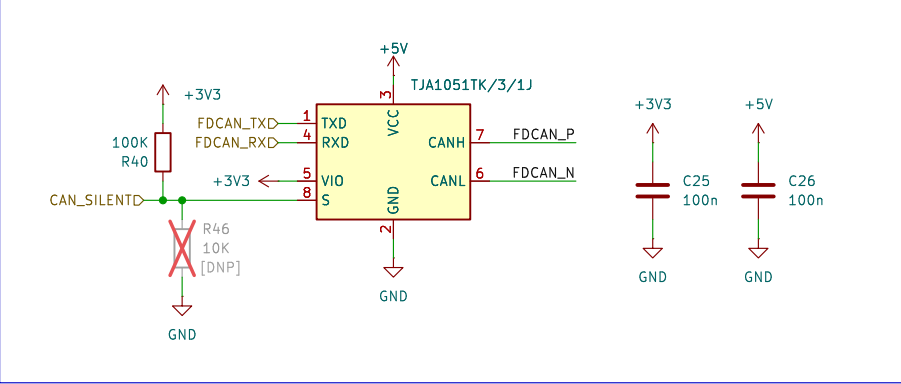 +5V
TJA1051TK/3/1J
+3V3
100K
R40
CAN_SILENT
FDCAN_TX
FDCAN_RX
+3V3
1
4
5
8
TXD
RXD
VIO
S
3
VCC
GND
2
CANH
CANL
7
6
FDCAN_P
FDCAN_N
GND
R46
10K
[DNP]
GND
+3V3
C25
100n
GND
+5V
C26
100n
GND